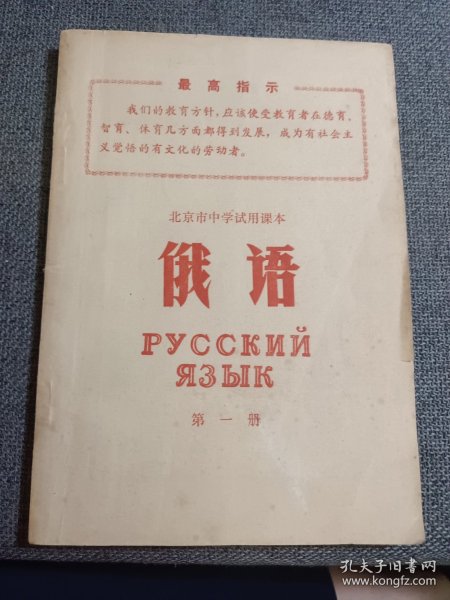 最高指示
我们的教育方针，应该使受教育者在德育、
智育、体育几方面都得到发展，成为有社会主
义觉悟的有文化的劳动者。
北京市中学试用课本
俄语
РУССКИЙ
ЯЗЫК
第一册
孔夫子旧书网
www.kongfz.com